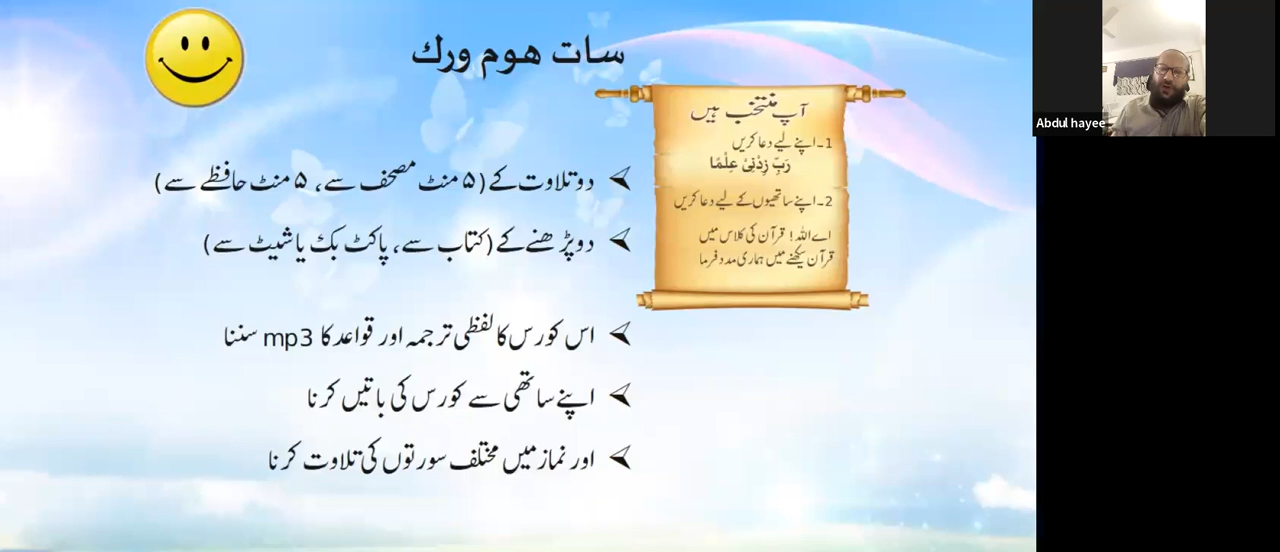 سات ھوم ورك
آپ منتخب ہیں
1۔اپنے لیے دعا کریں
رَبِّ زِدْنِیْ عِلْمًا
2۔اپنے ساتھیوں کے لیے دعا کریں
اے اللہ! قرآن کی کلاس میں
قرآن سیکھنے میں ہماری مدد فرما
دو تلاوت کے (۵ منٹ مصحف سے، ۵ منٹ حافظے سے)
دو پڑھنے کے (کتاب سے، پاکٹ بک یا شیٹ سے)
اس کورس کا لفظی ترجمہ اور قواعد کا mp3 سننا
اپنے ساتھی سے کورس کی باتیں کرنا
اور نماز میں مختلف سورتوں کی تلاوت کرنا
Abdul hayee